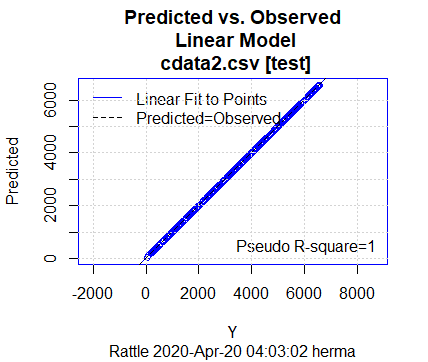 Predicted vs. Observed
Linear Model
cdata2.csv [test]
Linear Fit to Points
Predicted=Observed
Predicted
0 2000 4000 6000
Pseudo R-square=1
-2000 0 2000 4000 6000 8000
Y
Rattle 2020-Apr-20 04:03:02 herma